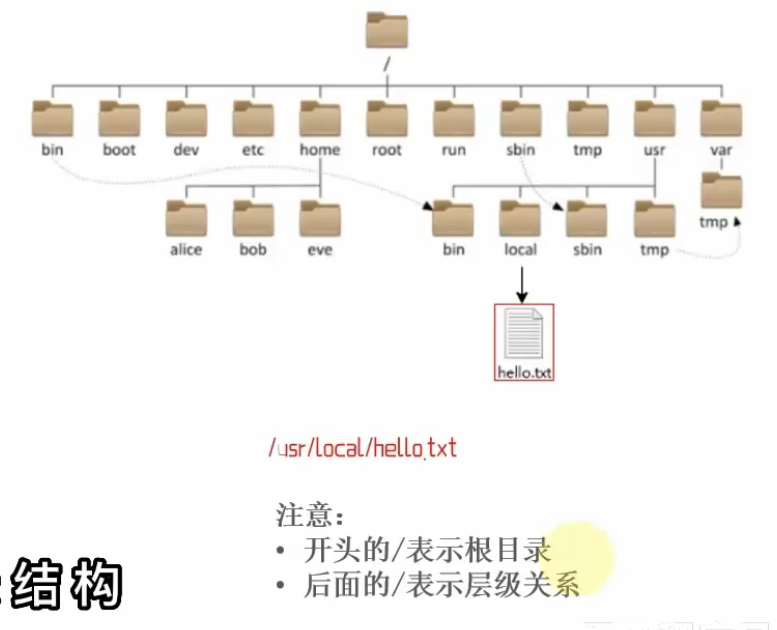 /
bin boot dev etc home root run sbin tmp usr var
tmp
alice bob eve bin local sbin tmp
hello.txt
/usr/local/hello.txt
注意：
• 开头的/表示根目录
• 后面的/表示层级关系
结构